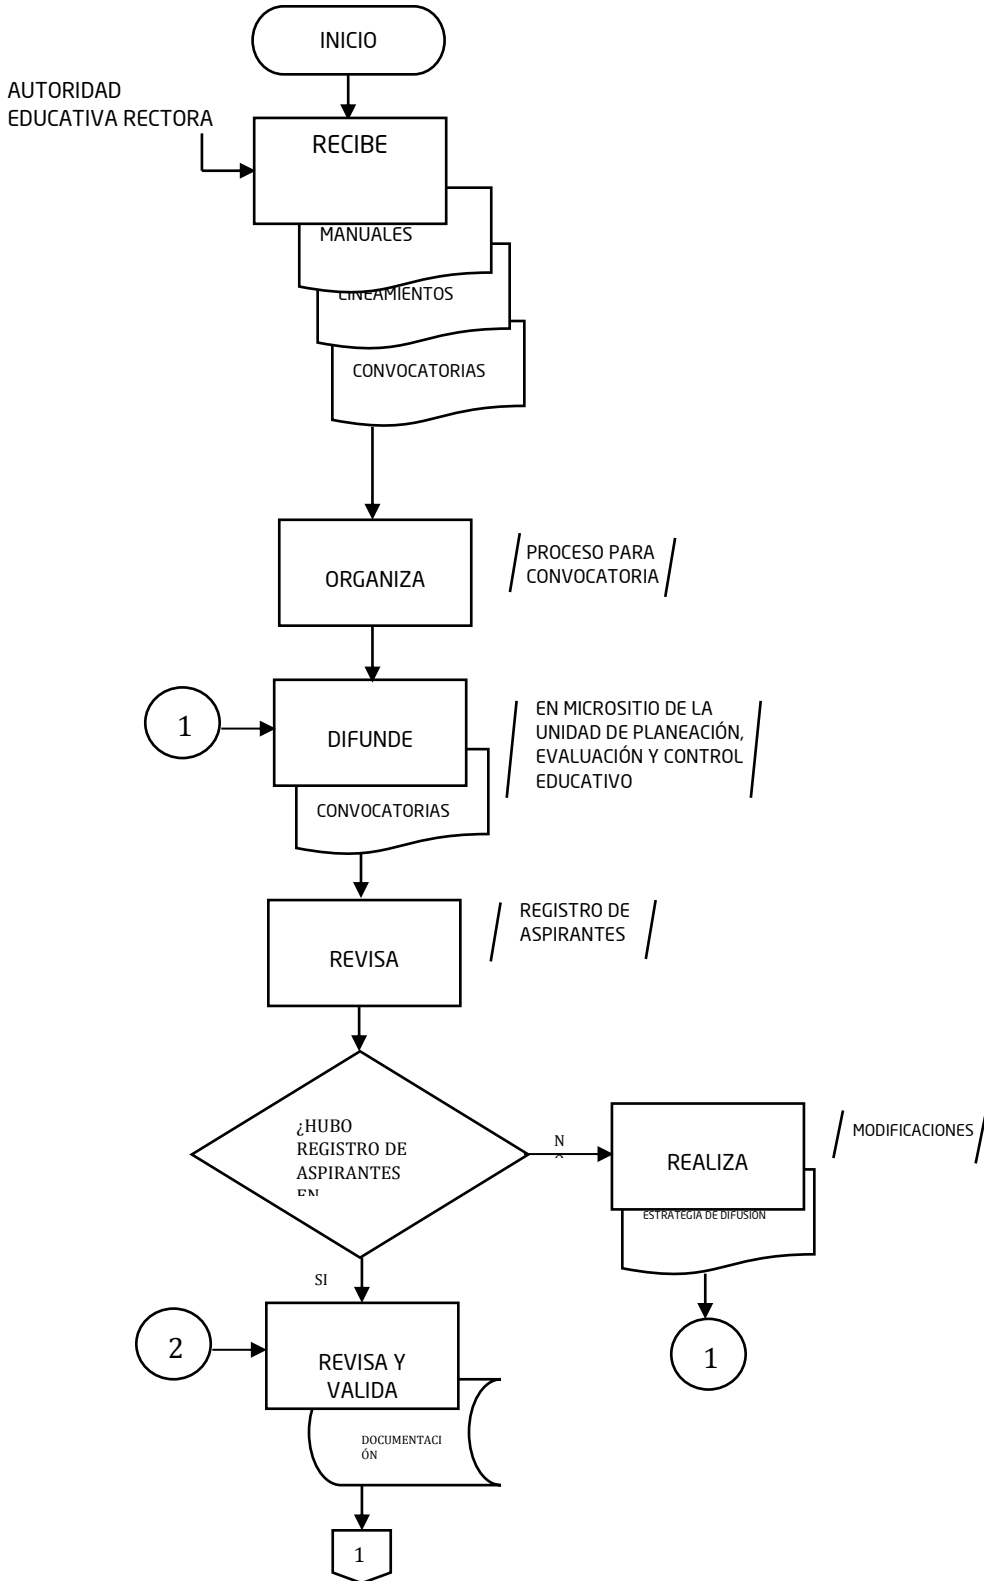 INICIO
AUTORIDAD
EDUCATIVA RECTORA
RECIBE
MANUALES
LINEAMIENTOS
CONVOCATORIAS
ORGANIZA
PROCESO PARA
CONVOCATORIA
1
DIFUNDE
EN MICROSITIO DE LA
UNIDAD DE PLANEACIÓN,
EVALUACIÓN Y CONTROL
EDUCATIVO
CONVOCATORIAS
REVISA
REGISTRO DE
ASPIRANTES
¿HUBO
REGISTRO DE
ASPIRANTES
EN
N
REALIZA
MODIFICACIONES
ESTRATEGIA DE DIFUSIÓN
1
SI
2
REVISA Y
VALIDA
DOCUMENTACI
ÓN
1